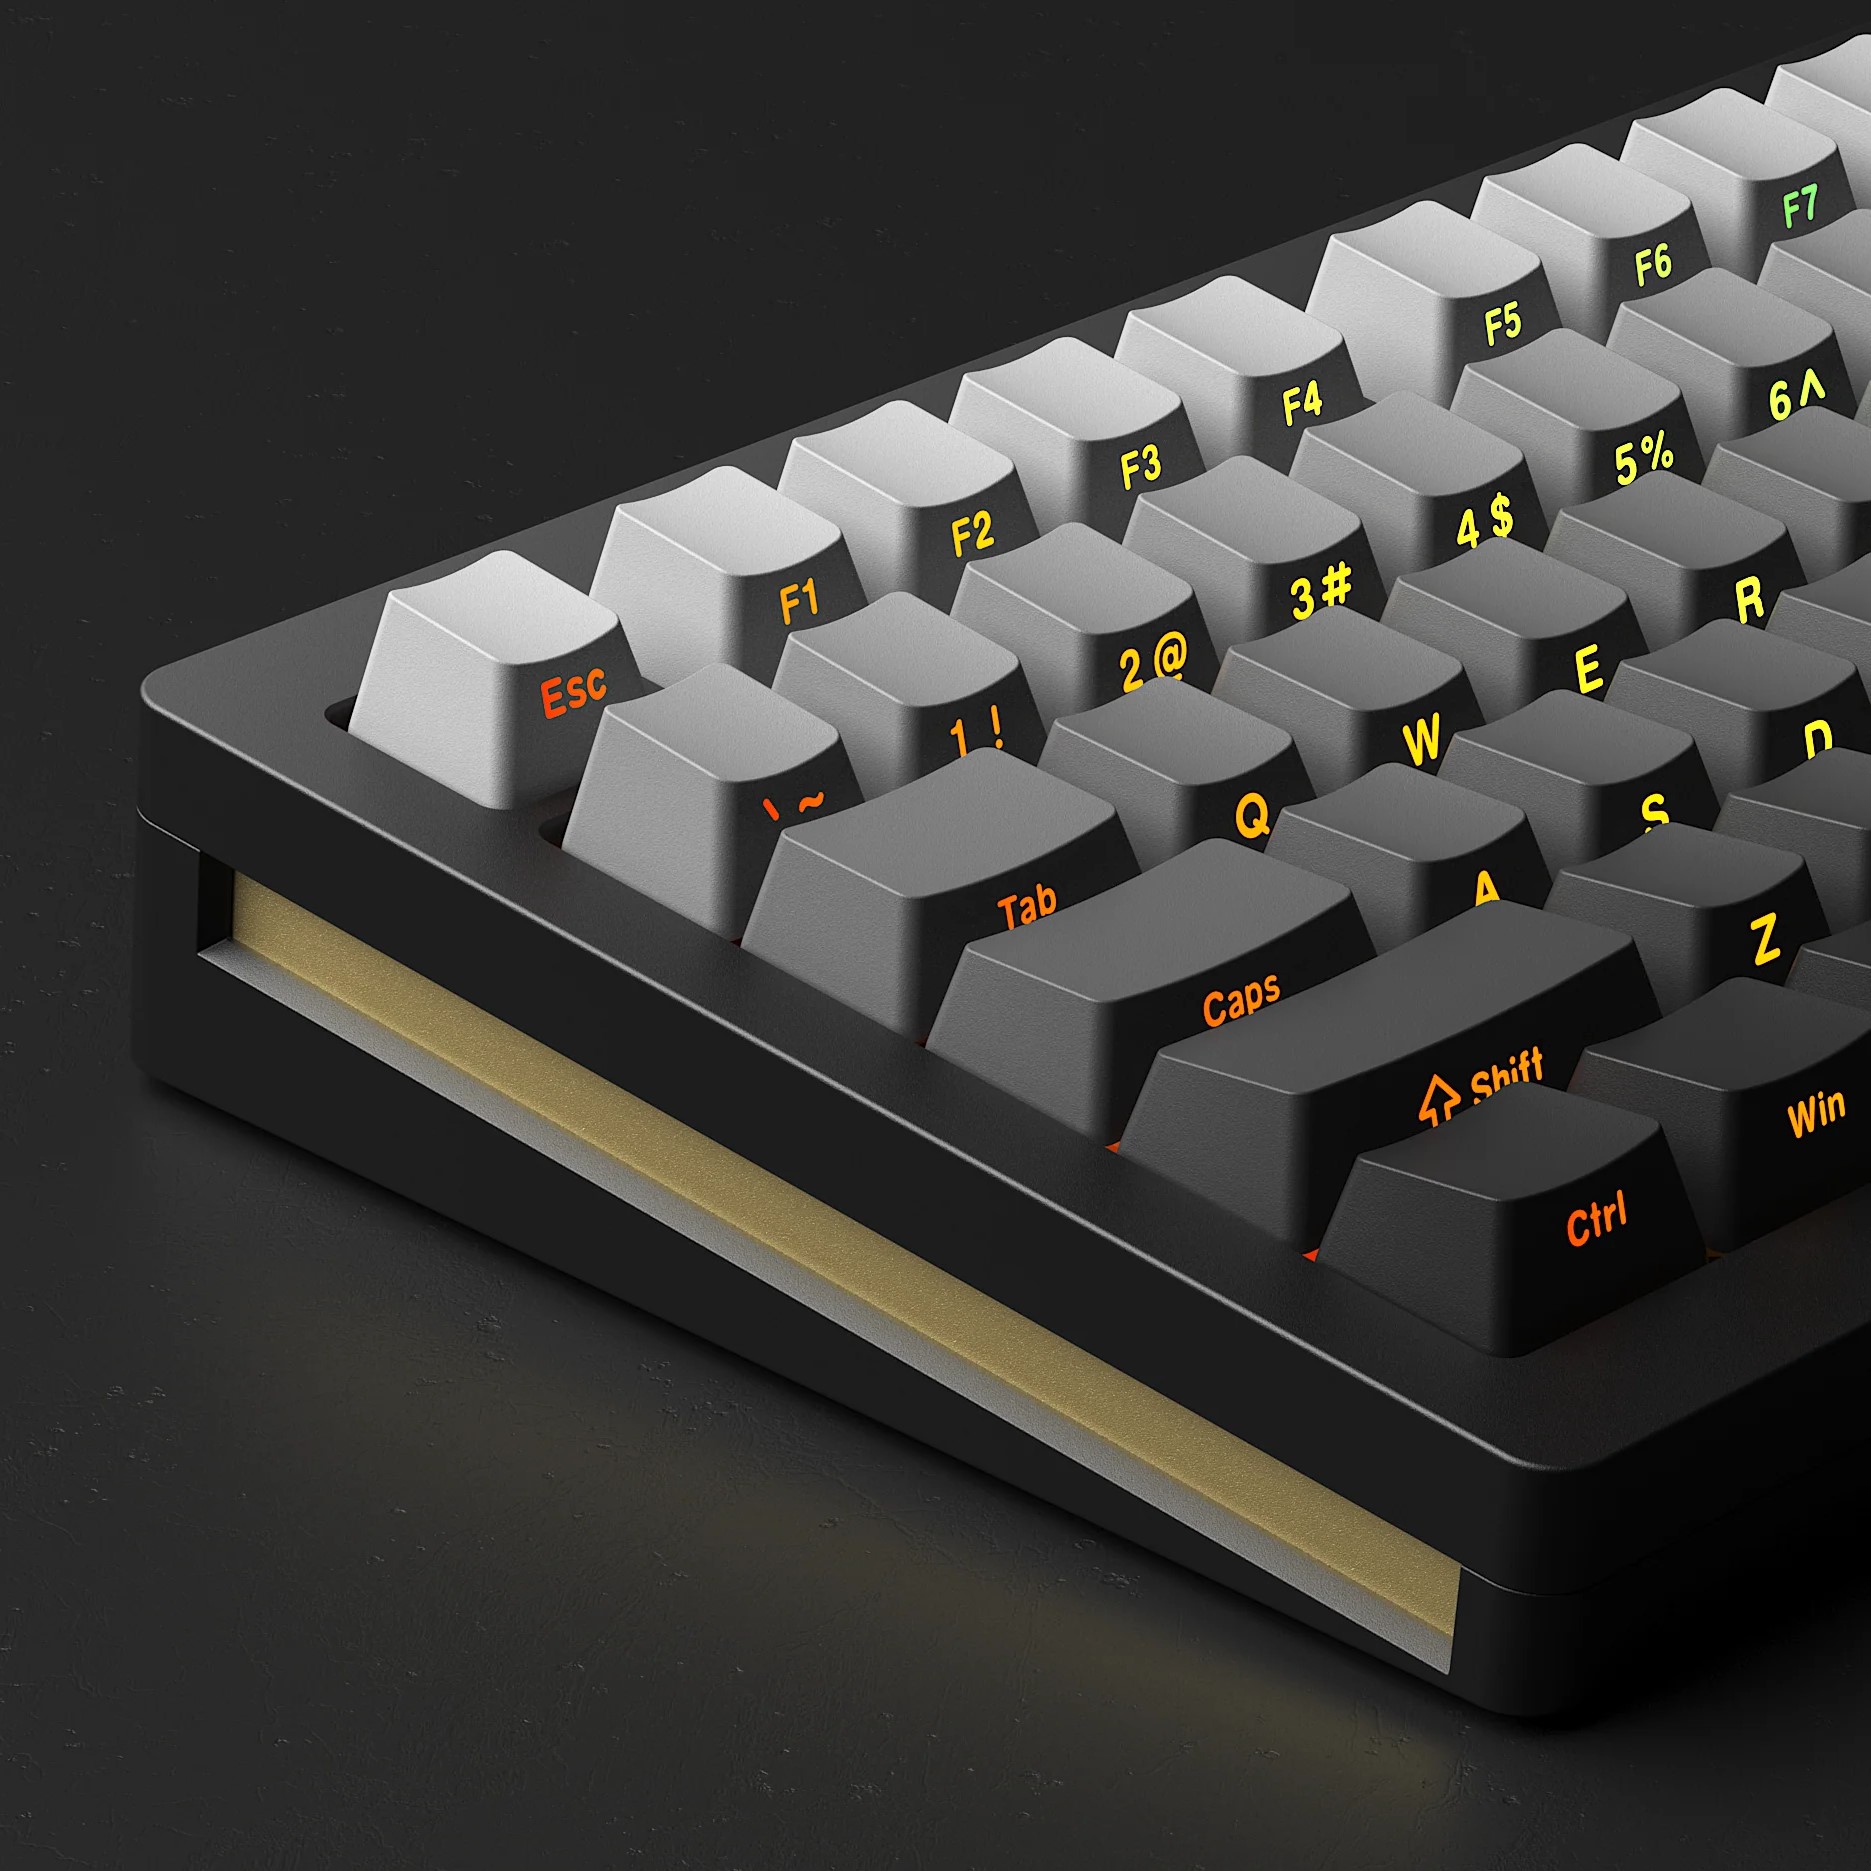 Esc F1 F2 F3 F4 F5 F6 F7
\ ~ 1 ! 2 @ 3 # 4 $ 5 % 6 ^
Tab Q W E R
Caps A S D
Shift Z
Ctrl Win